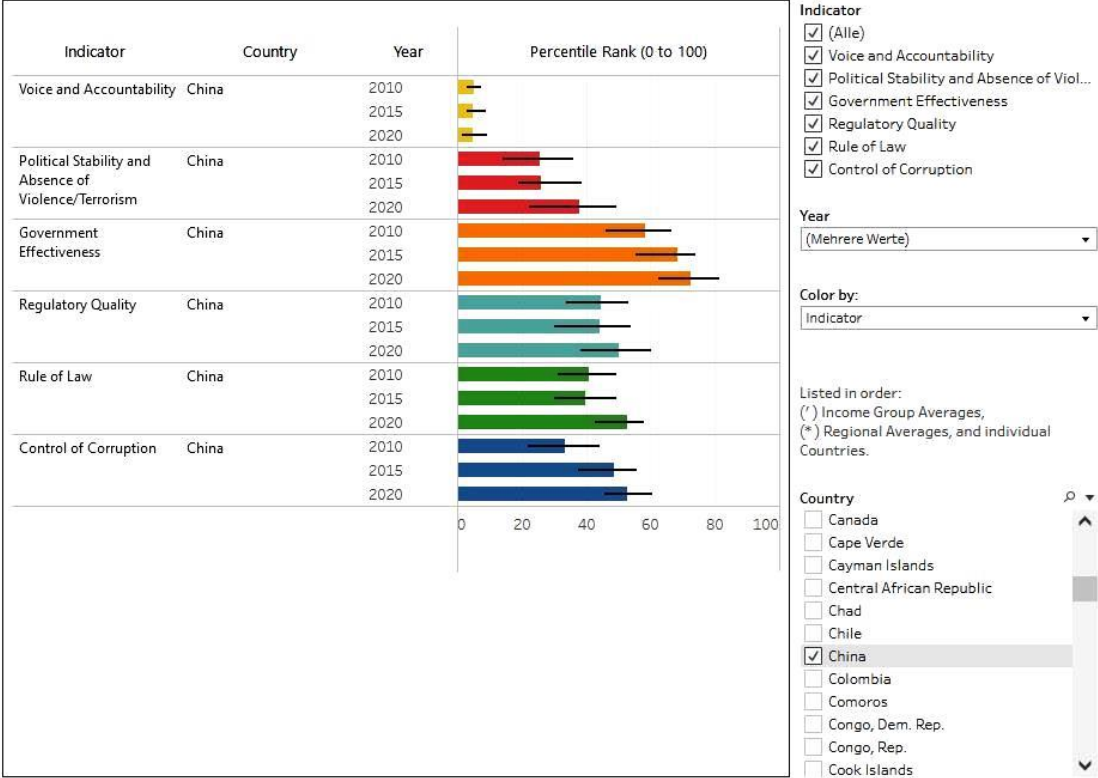 Indicator Country Year Percentile Rank (0 to 100)
Voice and Accountability China 2010
2015
2020
Political Stability and China 2010
Absence of 2015
Violence/Terrorism 2020
Government China 2010
Effectiveness 2015
2020
Regulatory Quality China 2010
2015
2020
Rule of Law China 2010
2015
2020
Control of Corruption China 2010
2015
2020
0 20 40 60 80 100
Indicator
(Alle)
Voice and Accountability
Political Stability and Absence of Viol...
Government Effectiveness
Regulatory Quality
Rule of Law
Control of Corruption
Year
(Mehrere Werte)
Color by:
Indicator
Listed in order:
(') Income Group Averages,
(*) Regional Averages, and individual
Countries.
Country
Canada
Cape Verde
Cayman Islands
Central African Republic
Chad
Chile
China
Colombia
Comoros
Congo, Dem. Rep.
Congo, Rep.
Cook Islands